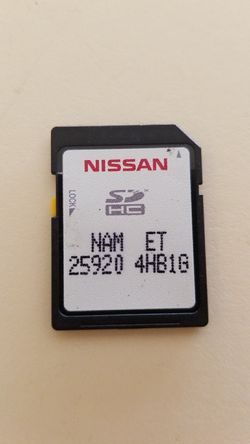 NISSAN
LOCK
SD
HC
NAM ET
25920 4HB1G